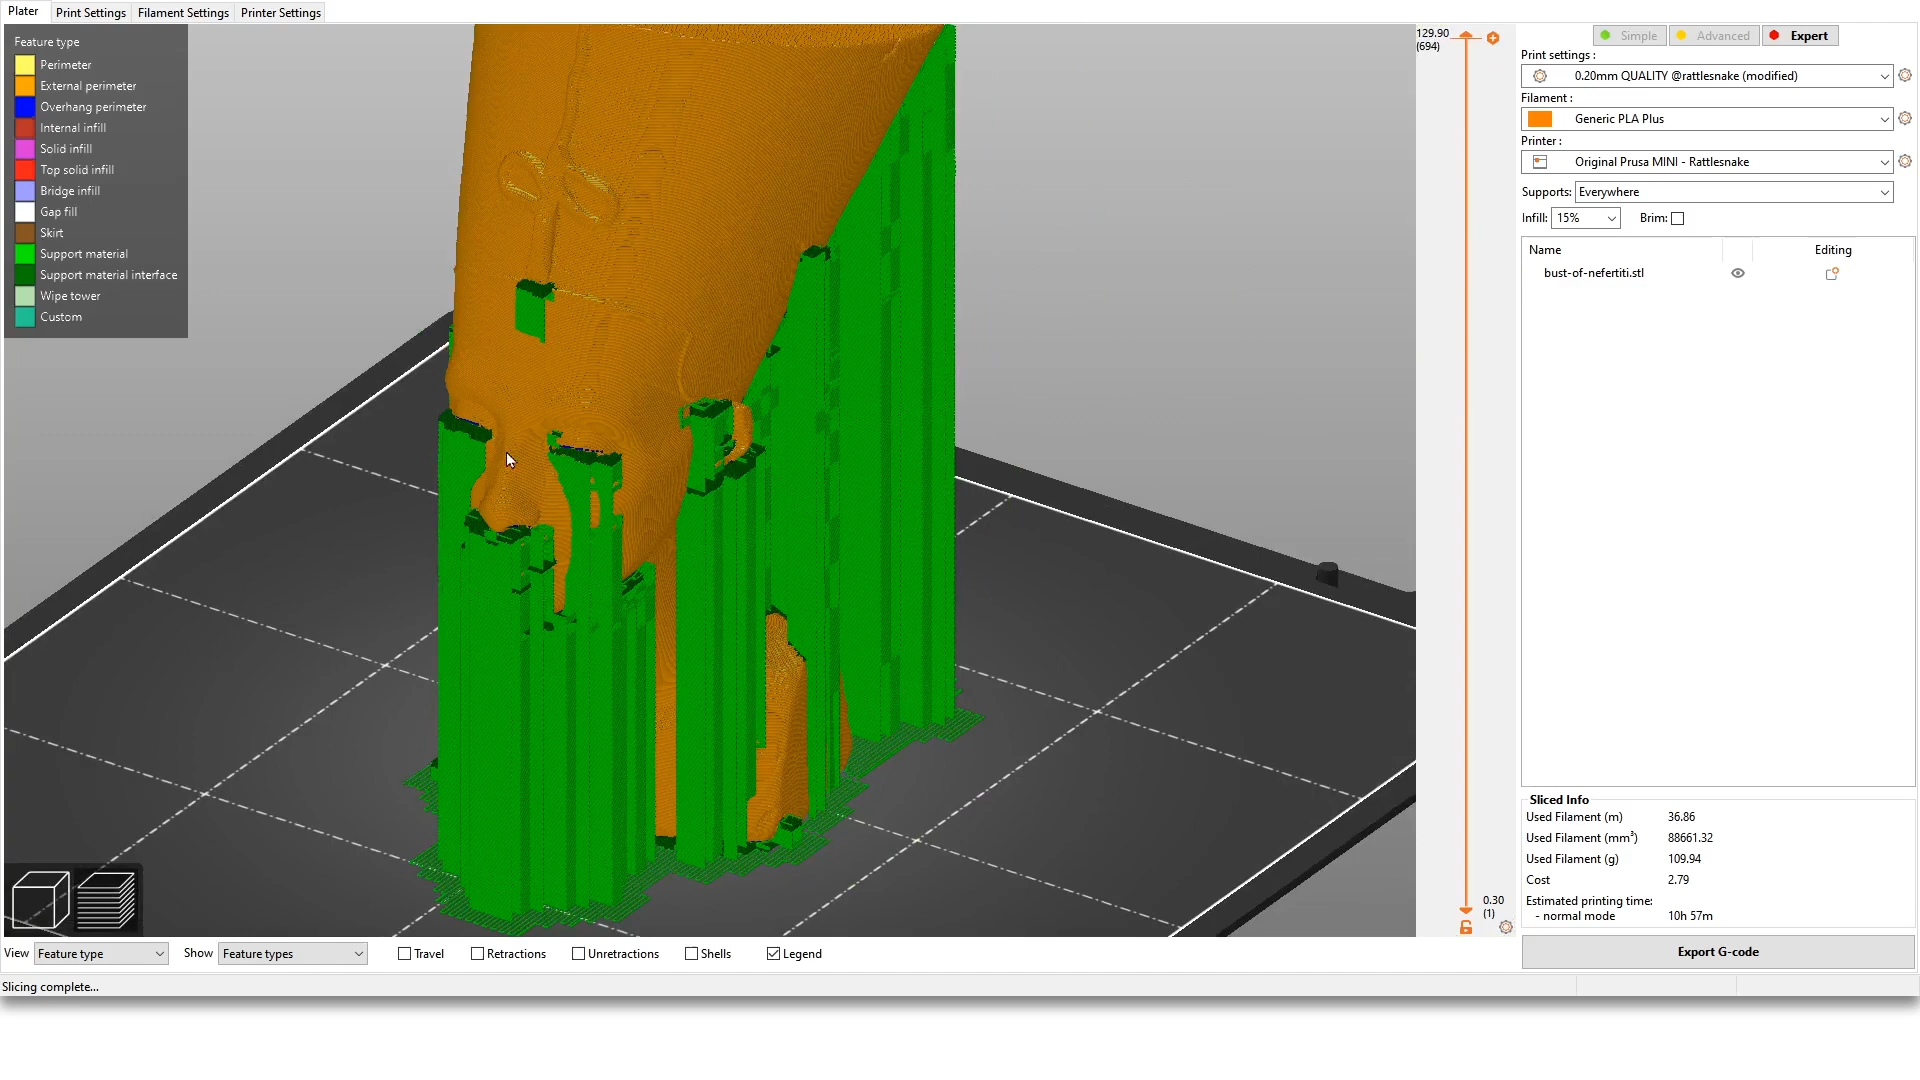 Plater
Print Settings
Filament Settings
Printer Settings
Feature type
Perimeter
External perimeter
Overhang perimeter
Internal infill
Solid infill
Top solid infill
Bridge infill
Gap fill
Skirt
Support material
Support material interface
Wipe tower
Custom
129.90
(694)
0.30
(1)
Simple
Advanced
Expert
Print settings :
0.20mm QUALITY @rattlesnake (modified)
Filament :
Generic PLA Plus
Printer :
Original Prusa MINI - Rattlesnake
Supports: Everywhere
Infill: 15% Brim:
Name Editing
bust-of-nefertiti.stl
Sliced Info
Used Filament (m) 36.86
Used Filament (mm³) 88661.32
Used Filament (g) 109.94
Cost 2.79
Estimated printing time:
- normal mode 10h 57m
Export G-code
View Feature type Show Feature types Travel Retractions Unretractions Shells Legend
Slicing complete...